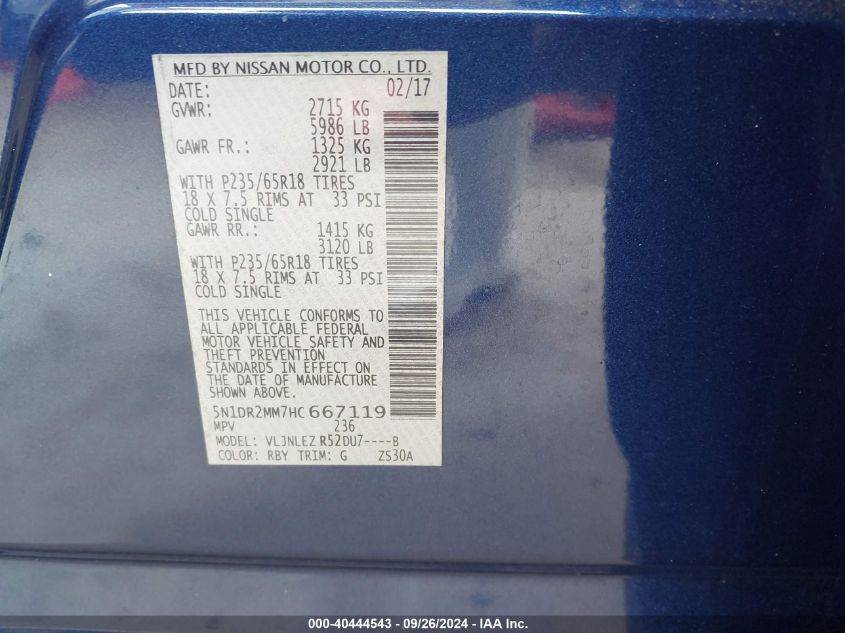 MFD BY NISSAN MOTOR CO., LTD.
DATE: 02/17
GVWR: 2715 KG
5986 LB
GAWR FR.: 1325 KG
2921 LB
WITH P235/65R18 TIRES
18 X 7.5 RIMS AT 33 PSI
COLD SINGLE
GAWR RR.: 1415 KG
3120 LB
WITH P235/65R18 TIRES
18 X 7.5 RIMS AT 33 PSI
COLD SINGLE
THIS VEHICLE CONFORMS TO
ALL APPLICABLE FEDERAL
MOTOR VEHICLE SAFETY AND
THEFT PREVENTION
STANDARDS IN EFFECT ON
THE DATE OF MANUFACTURE
SHOWN ABOVE.
5N1DR2MM7HC667119
MPV 236
MODEL: VLJNLEZ R52DU7----B
COLOR: RBY TRIM: G ZS30A
000-40444543 - 09/26/2024 - IAA Inc.